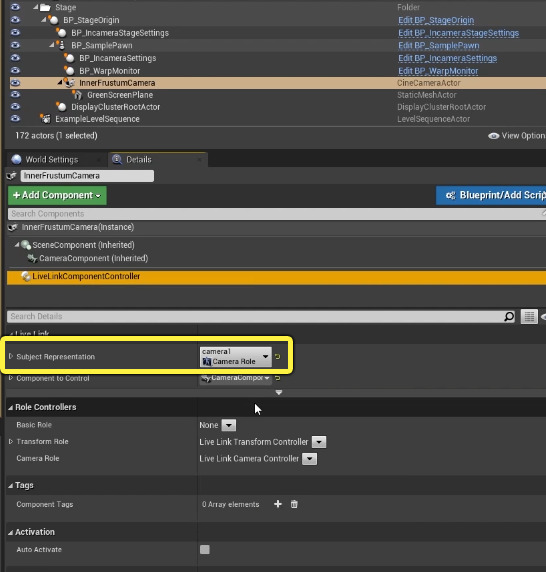 Stage Folder
BP_StageOrigin Edit BP_StageOrigin
BP_IncameraStageSettings Edit BP_IncameraStageSettings
BP_SamplePawn Edit BP_SamplePawn
BP_IncameraSettings Edit BP_IncameraSettings
BP_WarpMonitor Edit BP_WarpMonitor
InnerFrustumCamera CineCameraActor
GreenScreenPlane StaticMeshActor
DisplayClusterRootActor DisplayClusterRootActor
ExampleLevelSequence LevelSequenceActor
172 actors (1 selected) View Option
World Settings Details
InnerFrustumCamera
+ Add Component Blueprint/Add Scrip
Search Components
InnerFrustumCamera(Instance)
SceneComponent (Inherited)
CameraComponent (Inherited)
LiveLinkComponentController
Search Details
Live Link
Subject Representation camera1
Camera Role
Component to Control CameraCompor
Role Controllers
Basic Role None
Transform Role Live Link Transform Controller
Camera Role Live Link Camera Controller
Tags
Component Tags 0 Array elements
Activation
Auto Activate